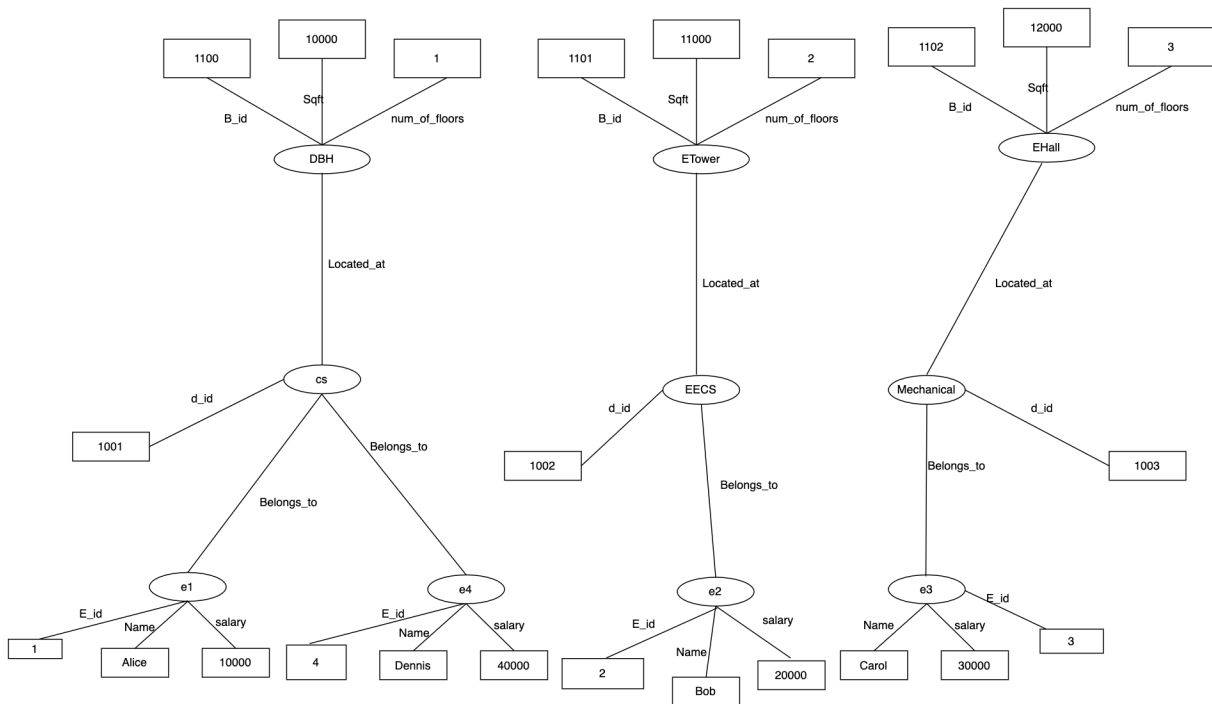 1100
10000
1
B_id
Sqft
num_of_floors
DBH
Located_at
cs
d_id
1001
Belongs_to
Belongs_to
e1
E_id
Name
salary
1
Alice
10000
e4
E_id
Name
salary
4
Dennis
40000
1101
11000
2
B_id
Sqft
num_of_floors
ETower
Located_at
EECS
d_id
1002
Belongs_to
e2
E_id
Name
salary
2
Bob
20000
1102
12000
3
B_id
Sqft
num_of_floors
EHall
Located_at
Mechanical
d_id
1003
Belongs_to
e3
Name
salary
E_id
Carol
30000
3